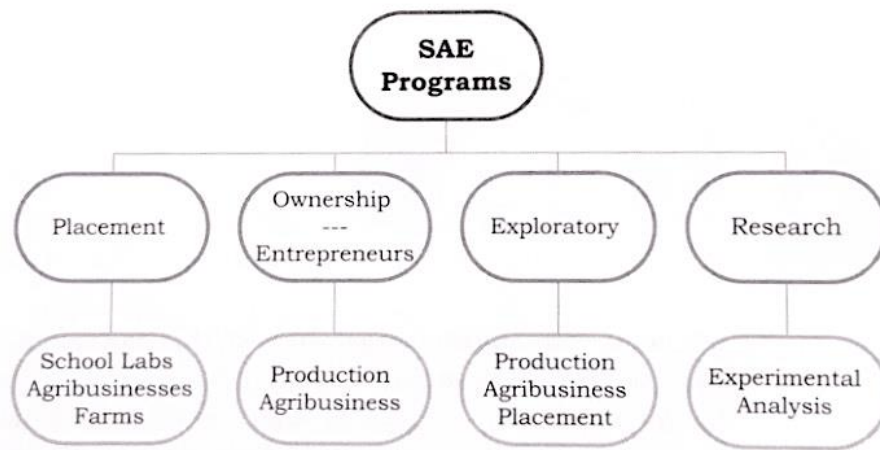 SAE
Programs
Placement
Ownership
---
Entrepreneurs
Exploratory
Research
School Labs
Agribusinesses
Farms
Production
Agribusiness
Production
Agribusiness
Placement
Experimental
Analysis